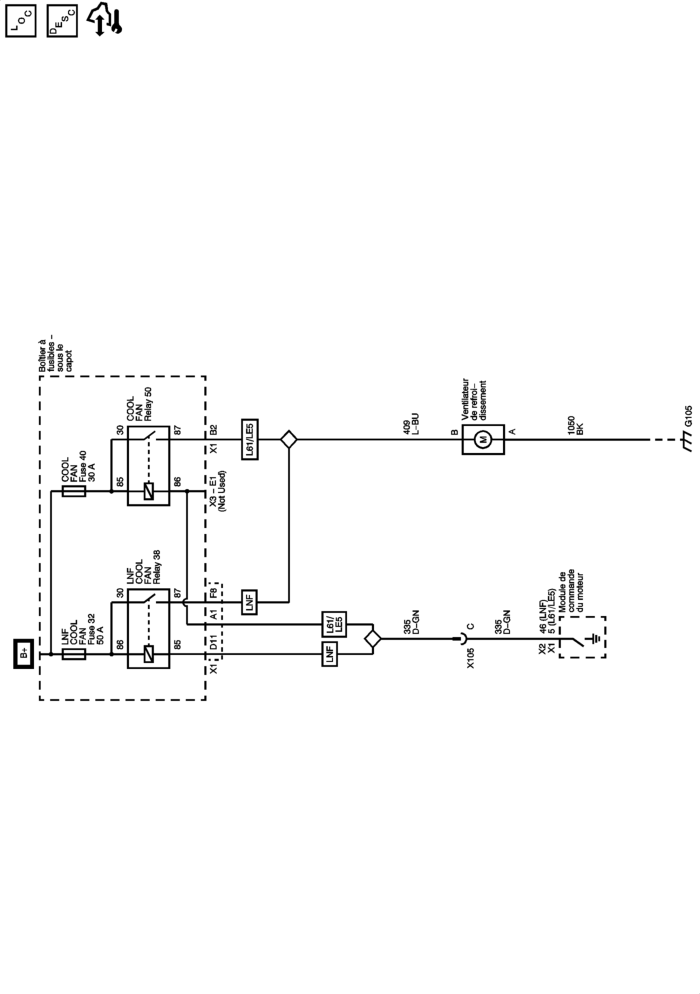 LOC
DESC
Boîtier à
fusibles –
sous le
capot
B+
LNF
COOL
FAN
Fuse 32
50 A
COOL
FAN
Fuse 40
30 A
LNF
COOL
FAN
Relay 38
30
86
87
85
COOL
FAN
Relay 50
30
85
87
86
X1
D11
A1
F8
X3 – E1
(Not Used)
X1
B2
LNF
L61/
LE5
LNF
L61/LE5
335
D–GN
X105
C
335
D–GN
X2
46 (LNF)
X1
5 (L61/LE5)
Module de
commande
du moteur
409
L–BU
B
Ventilateur
de refroi–
dissement
M
A
1050
BK
G105